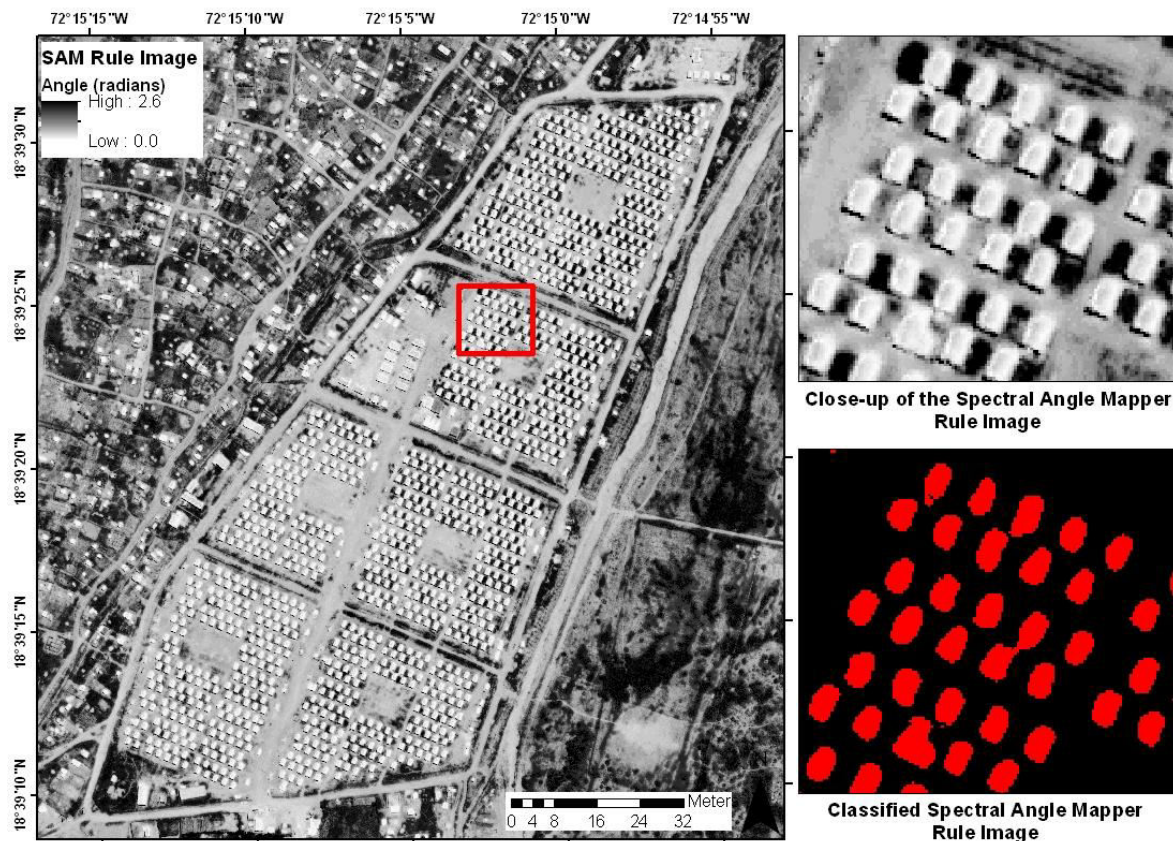 72°15'15"W 72°15'10"W 72°15'5"W 72°15'0"W 72°14'55"W
SAM Rule Image
Angle (radians)
High : 2.6
Low : 0.0
18°39'30"N
18°39'25"N
18°39'20"N
18°39'15"N
18°39'10"N
Meter
0 4 8 16 24 32
Close-up of the Spectral Angle Mapper
Rule Image
Classified Spectral Angle Mapper
Rule Image